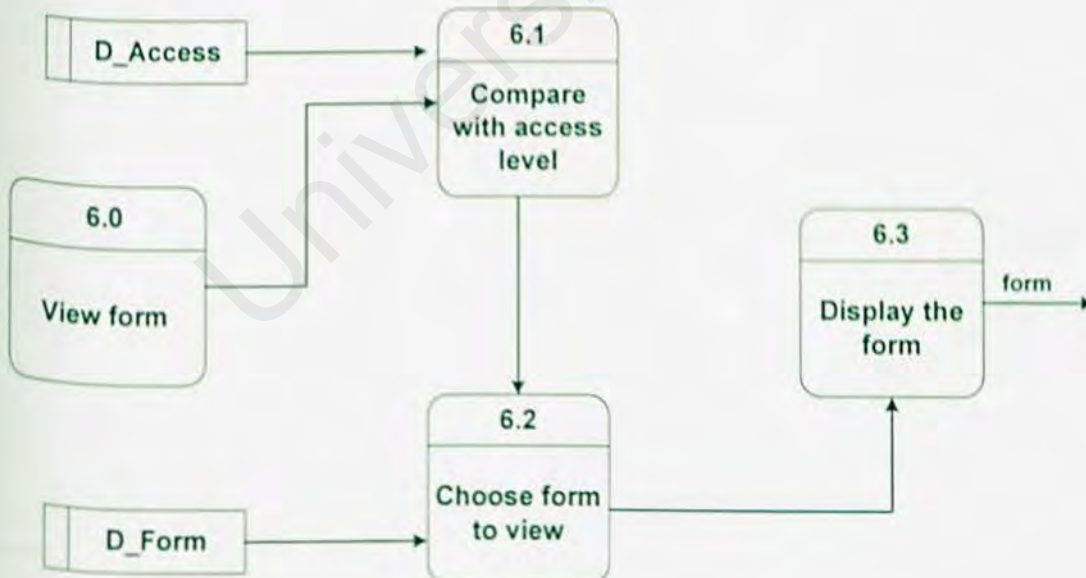 D_Access
6.1
Compare
with access
level
6.0
View form
6.3
Display the
form
form
6.2
Choose form
to view
D_Form
Univers